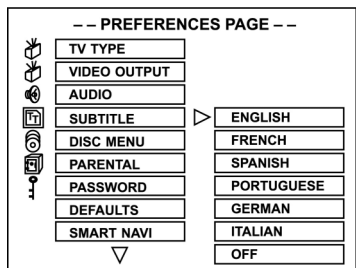 -- PREFERENCES PAGE --
TV TYPE
VIDEO OUTPUT
AUDIO
SUBTITLE
DISC MENU
PARENTAL
PASSWORD
DEFAULTS
SMART NAVI
ENGLISH
FRENCH
SPANISH
PORTUGUESE
GERMAN
ITALIAN
OFF